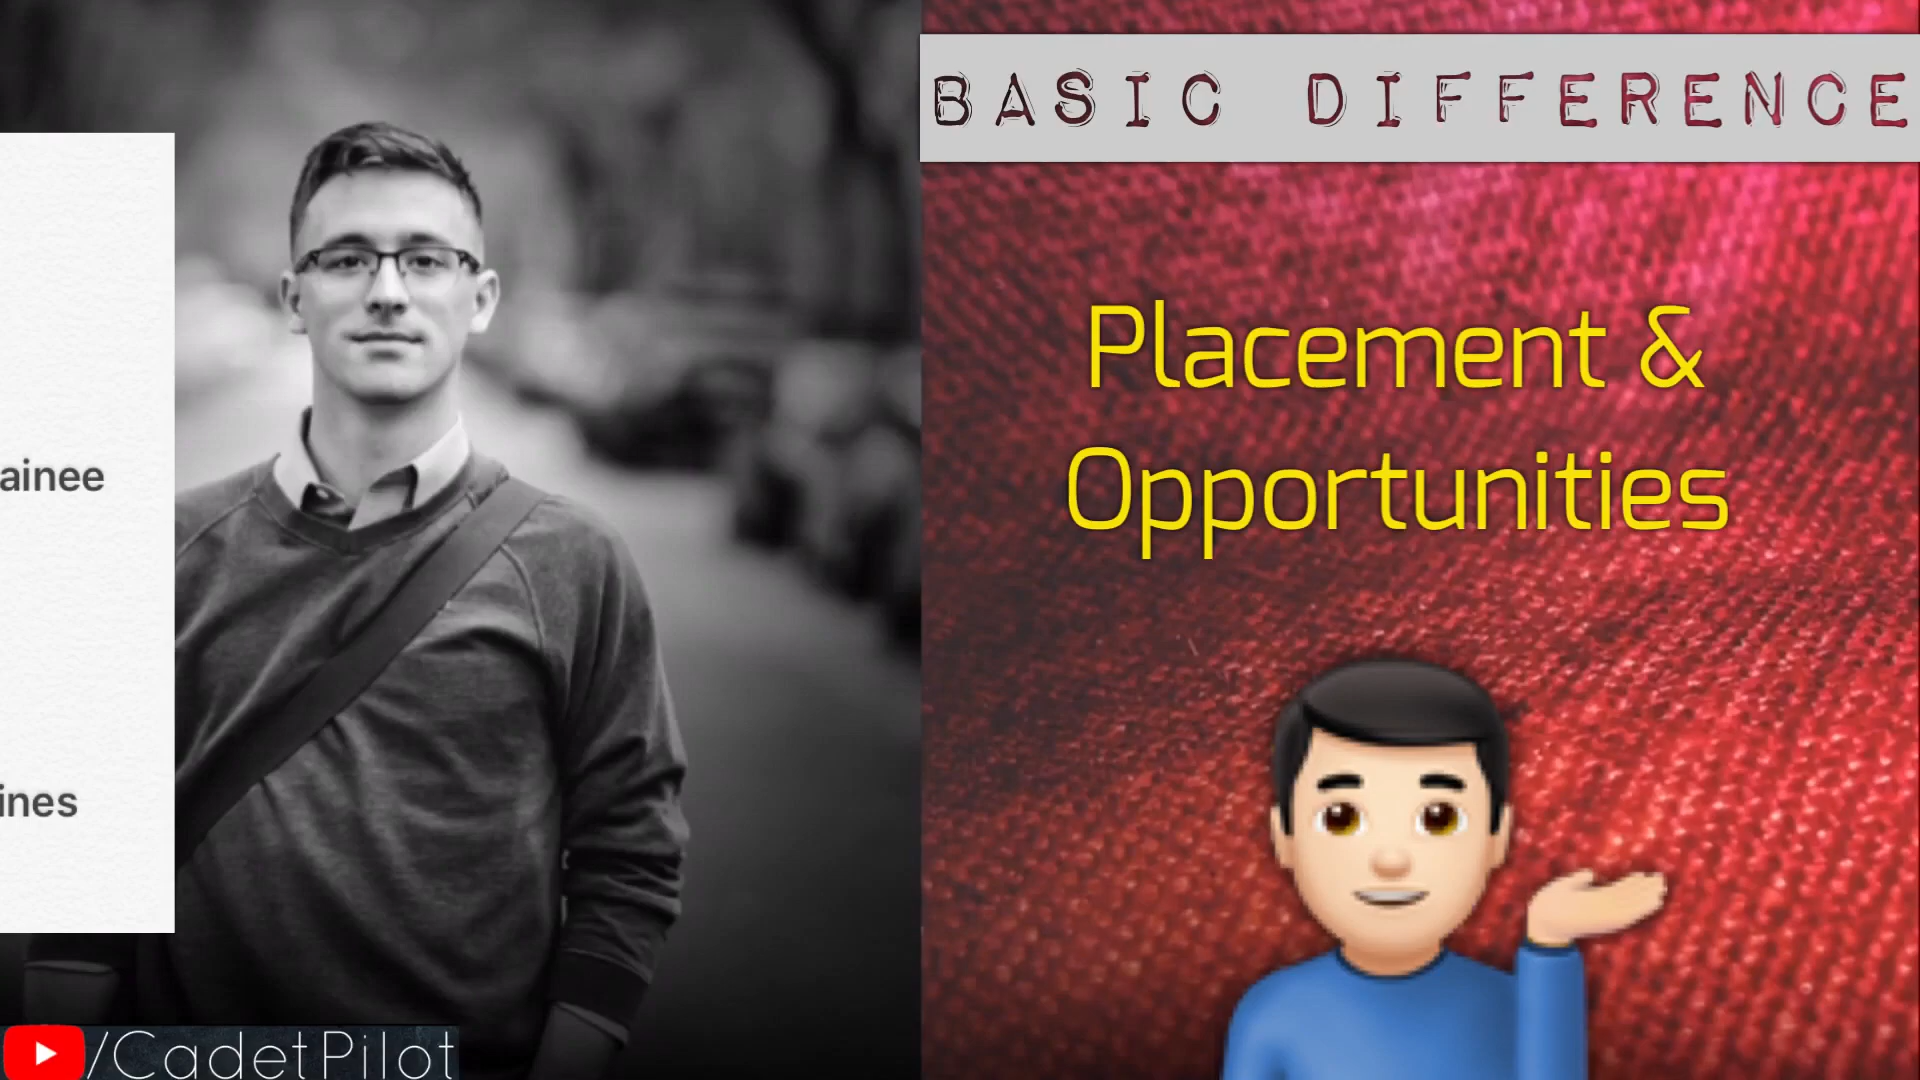 BASIC DIFFERENCE
Placement &
Opportunities
ainee
ines
/CadetPilot